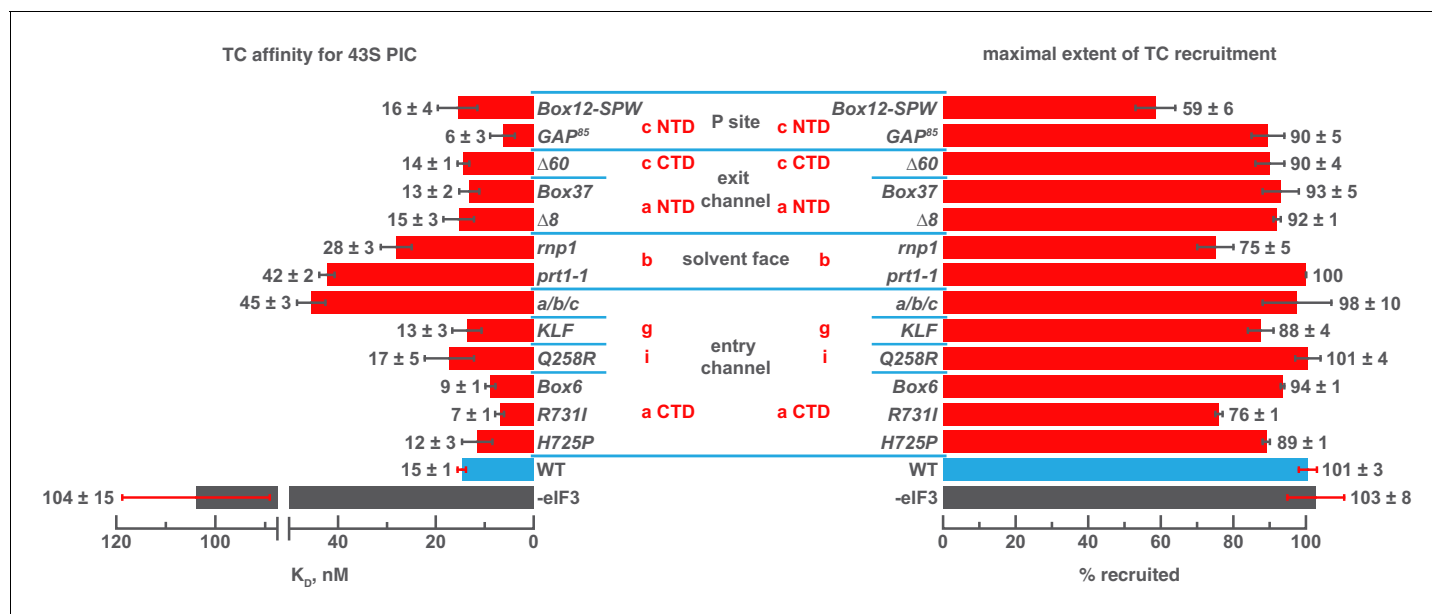 TC affinity for 43S PIC
maximal extent of TC recruitment
16 ± 4 Box12-SPW c NTD P site c NTD Box12-SPW 59 ± 6
6 ± 3 GAP85 GAP85 90 ± 5
14 ± 1 Δ60 c CTD exit channel c CTD Δ60 90 ± 4
13 ± 2 Box37 a NTD a NTD Box37 93 ± 5
15 ± 3 Δ8 Δ8 92 ± 1
28 ± 3 rnp1 b solvent face b rnp1 75 ± 5
42 ± 2 prt1-1 prt1-1 100
45 ± 3 a/b/c a/b/c 98 ± 10
13 ± 3 KLF g entry channel g KLF 88 ± 4
17 ± 5 Q258R i i Q258R 101 ± 4
9 ± 1 Box6 Box6 94 ± 1
7 ± 1 R731I a CTD a CTD R731I 76 ± 1
12 ± 3 H725P H725P 89 ± 1
15 ± 1 WT WT 101 ± 3
104 ± 15 -eIF3 -eIF3 103 ± 8
120 100 40 20 0 0 20 40 60 80 100
KD, nM % recruited